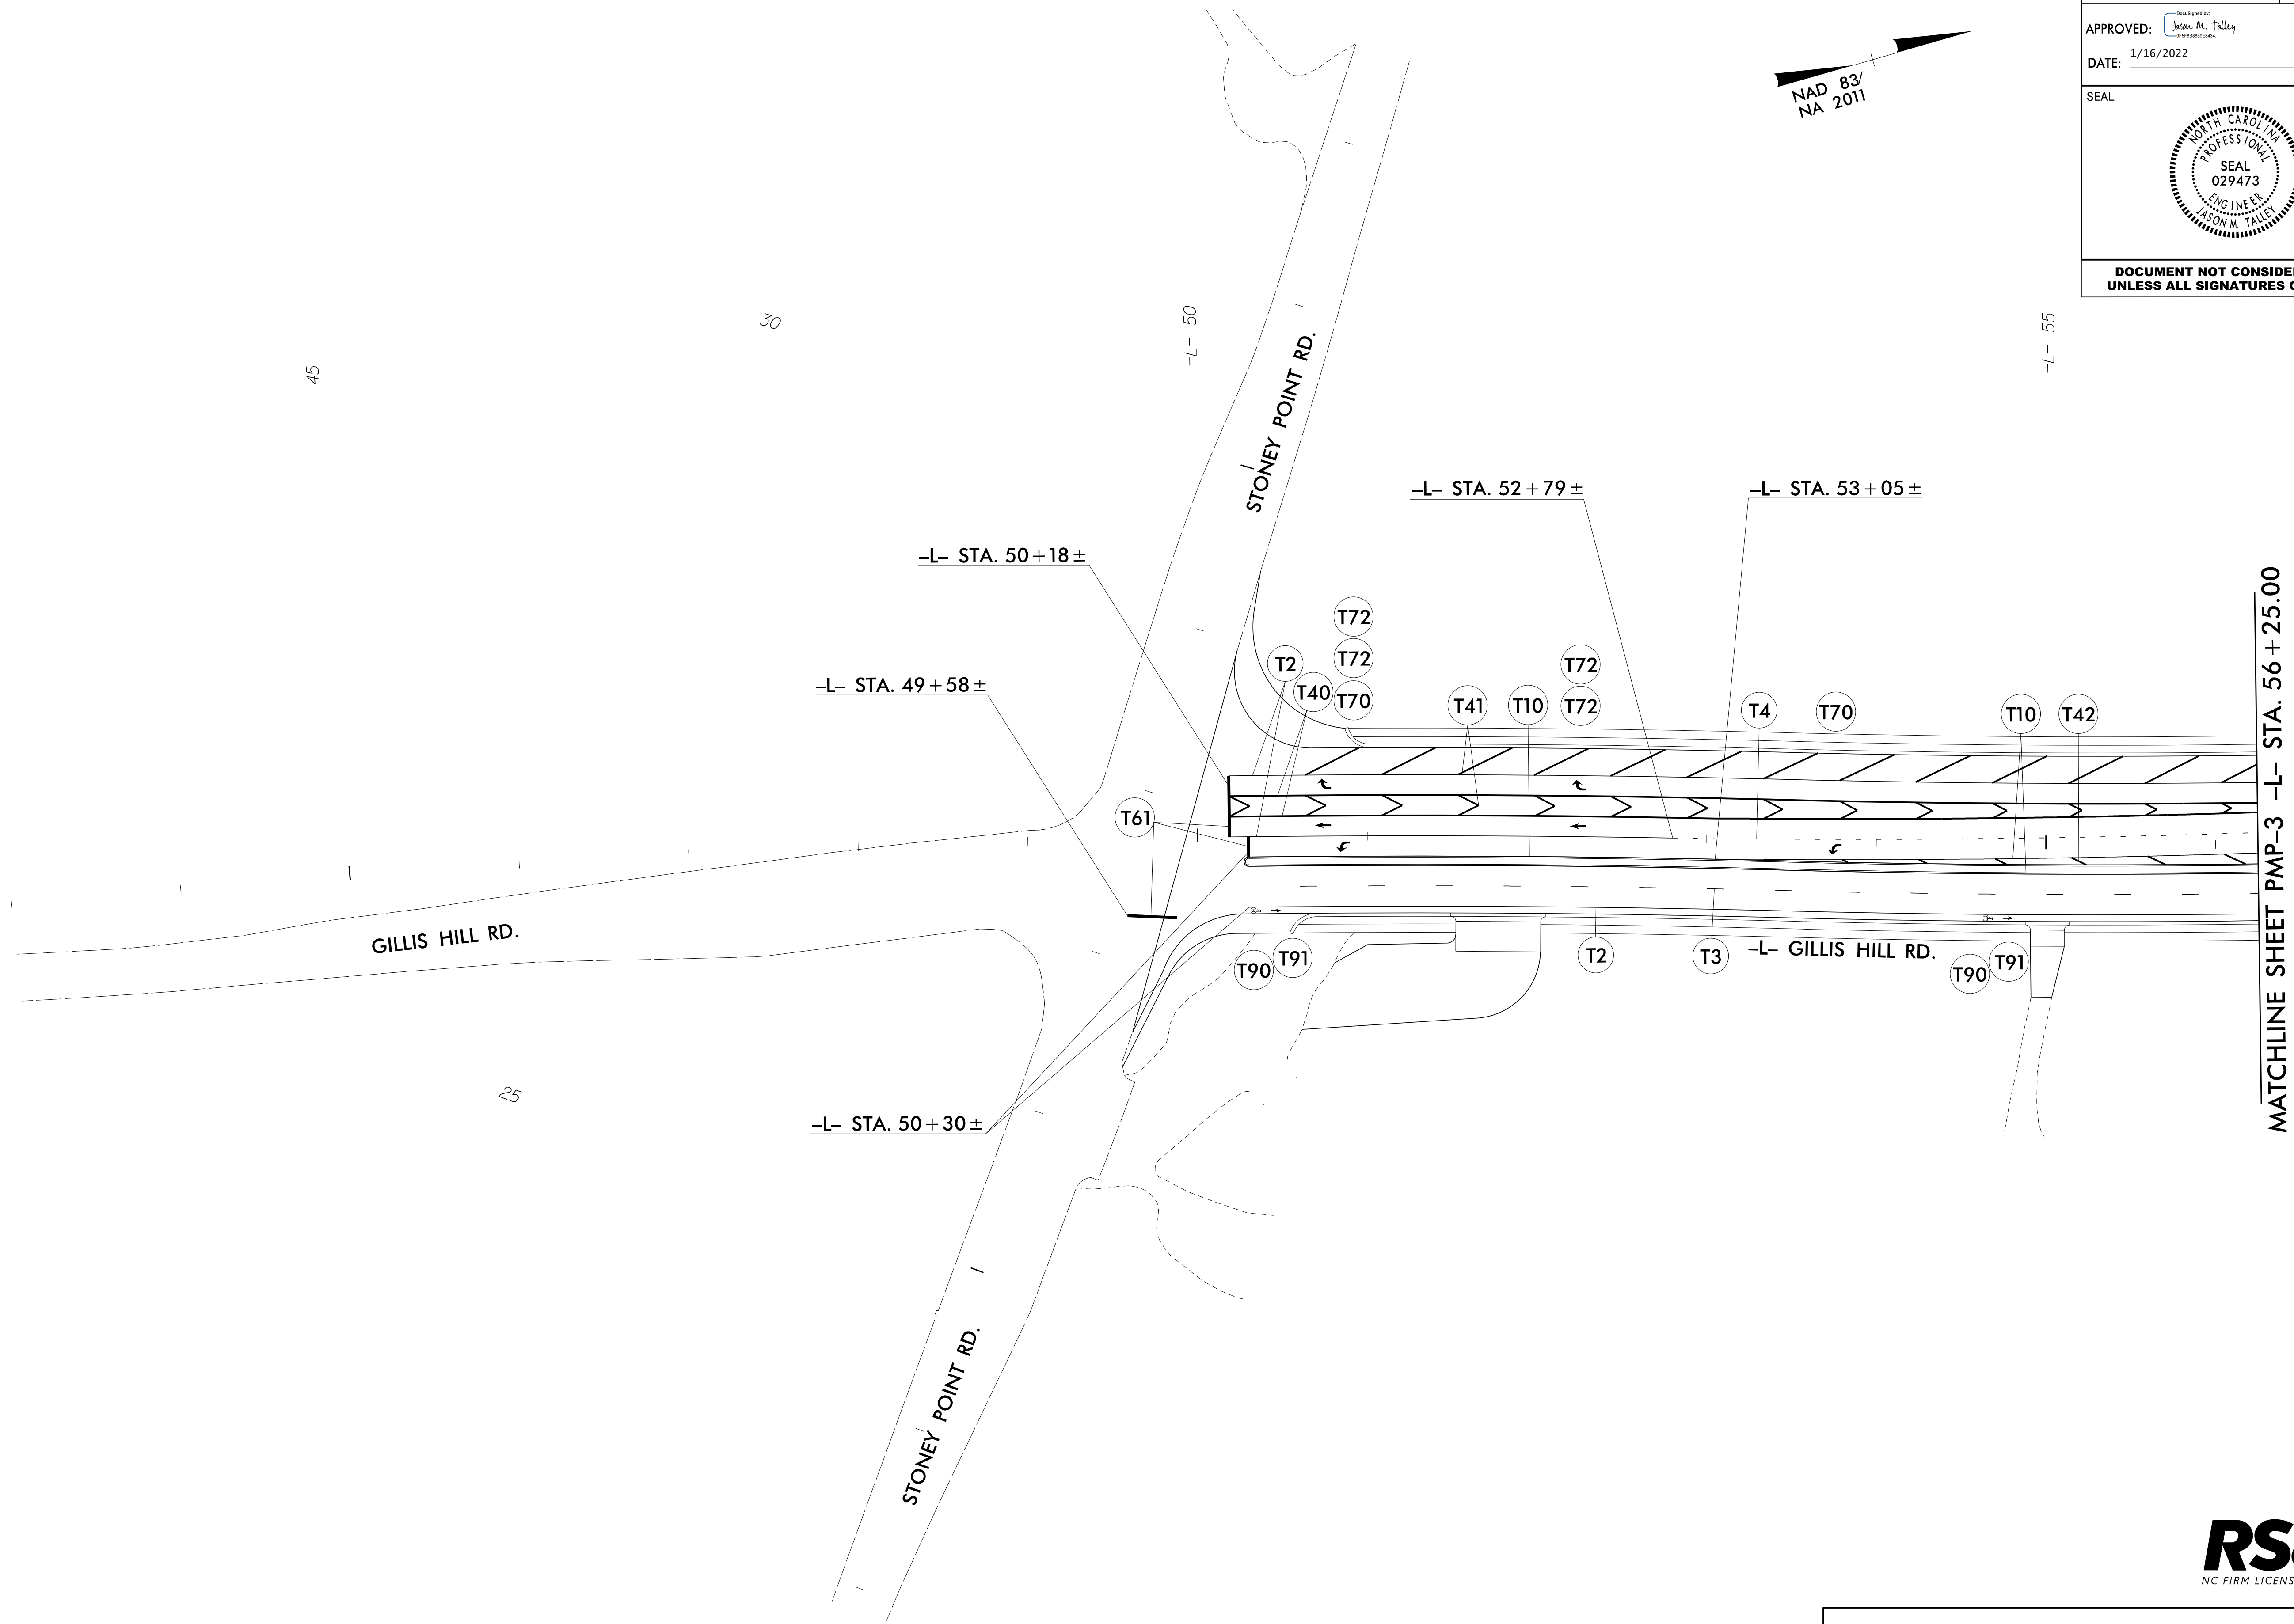 APPROVED:
DocuSigned by:
Jason M. Talley
DATE: 1/16/2022
SEAL
NORTH CAROLINA
PROFESSIONAL
SEAL
029473
ENGINEER
JASON M. TALLEY
DOCUMENT NOT
UNLESS ALL SIGNATURES
NAD 83/
NA 2011
30
45
-L- 50
-L- 55
STONEY POINT RD.
-L- STA. 52+79 ±
-L- STA. 53+05 ±
-L- STA. 50+18 ±
-L- STA. 49+58 ±
T72
T72
T70
T2
T40
T41
T10
T72
T72
T4
T70
T10
T42
T61
MATCHLINE SHEET PMP-3 -L- STA. 56+25.00
GILLIS HILL RD.
T90
T91
T2
T3
-L- GILLIS HILL RD.
T90
T91
25
-L- STA. 50+30 ±
STONEY POINT RD.
RS
NC FIRM